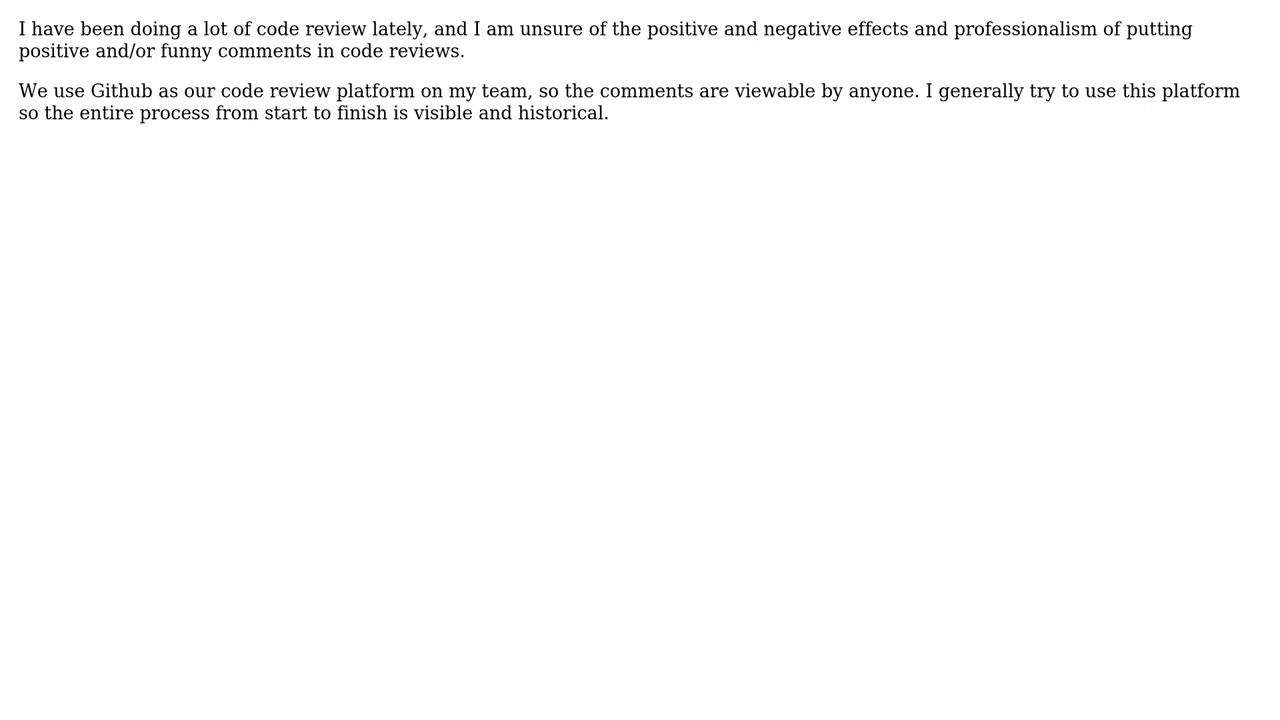 I have been doing a lot of code review lately, and I am unsure of the positive and negative effects and professionalism of putting
positive and/or funny comments in code reviews.
We use Github as our code review platform on my team, so the comments are viewable by anyone. I generally try to use this platform
so the entire process from start to finish is visible and historical.